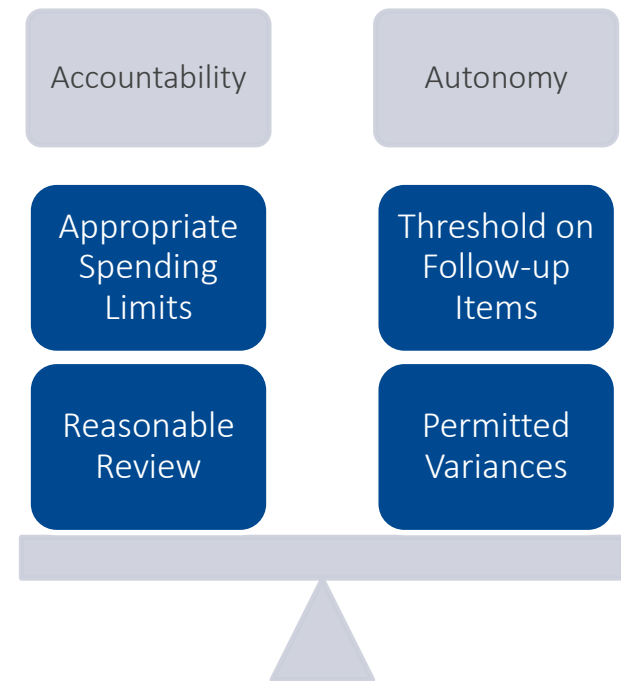 Accountability
Autonomy
Appropriate
Spending
Limits
Threshold on
Follow-up
Items
Reasonable
Review
Permitted
Variances